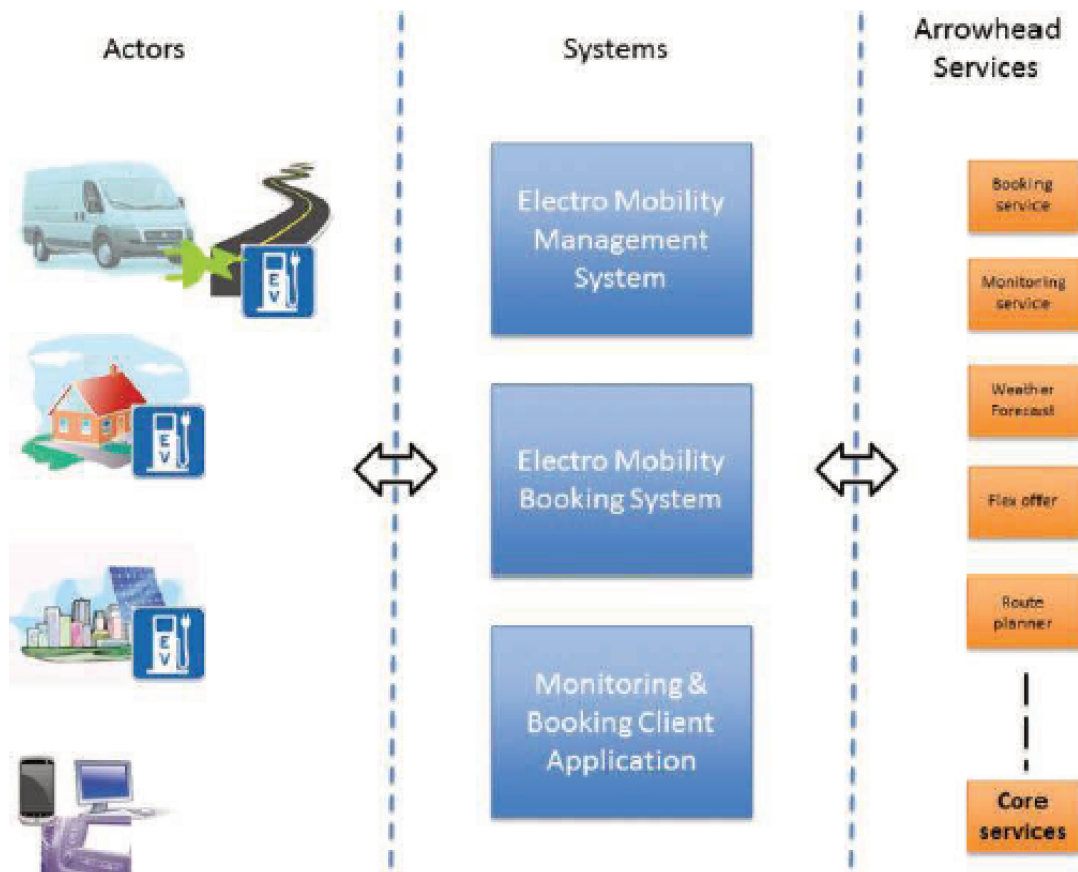 Actors
Systems
Arrowhead
Services
Electro Mobility
Management
System
Electro Mobility
Booking System
Monitoring &
Booking Client
Application
Booking
service
Monitoring
service
Weather
Forecast
Flex offer
Route
planner
Core
services
EV
EV
EV